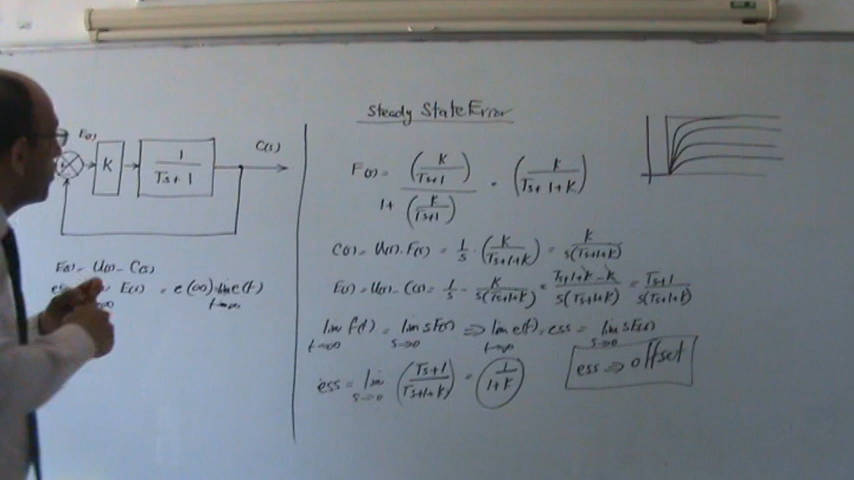 Steady State Error
E(s)
K
1/(Ts+1)
C(s)
E(s) = U(s) - C(s)
E(s) = e(∞) = lim e(t)
t→∞
F(s) = (K/(Ts+1)) / (1+(K/(Ts+1))) = (K/(Ts+1+K))
C(s) = U(s).F(s) = 1/s . (K/(Ts+1+K)) = K/(s(Ts+1+K))
E(s) = U(s) - C(s) = 1/s - K/(s(Ts+1+K)) = (Ts+1+K-K)/(s(Ts+1+K)) = (Ts+1)/(s(Ts+1+K))
lim f(t) = lim sF(s) ⇒ lim e(t) = ess = lim sE(s)
t→∞ s→0 t→∞ s→0
ess = lim ((Ts+1)/(Ts+1+K)) = 1/(1+K)
s→0
ess ⇒ offset